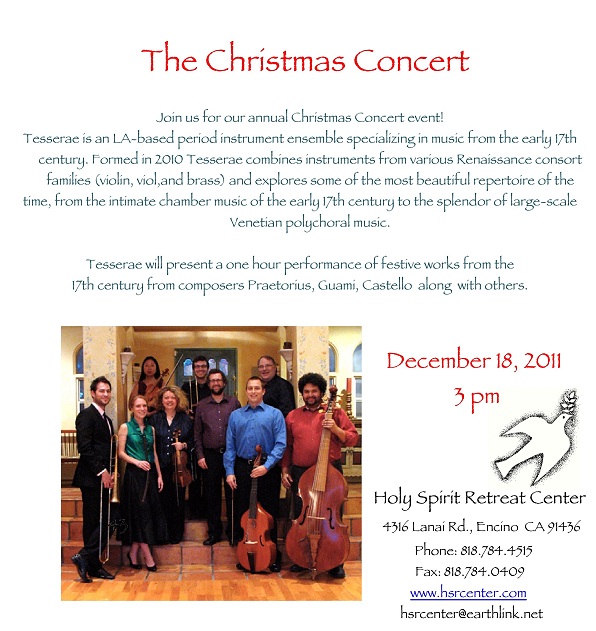 The Christmas Concert
Join us for our annual Christmas Concert event!
Tesserae is an LA-based period instrument ensemble specializing in music from the early 17th
century. Formed in 2010 Tesserae combines instruments from various Renaissance consort
families (violin, viol,and brass) and explores some of the most beautiful repertoire of the
time, from the intimate chamber music of the early 17th century to the splendor of large-scale
Venetian polychoral music.
Tesserae will present a one hour performance of festive works from the
17th century from composers Praetorius, Guami, Castello along with others.
December 18, 2011
3 pm
Holy Spirit Retreat Center
4316 Lanai Rd., Encino CA 91436
Phone: 818.784.4515
Fax: 818.784.0409
www.hsrcenter.com
hsrcenter@earthlink.net